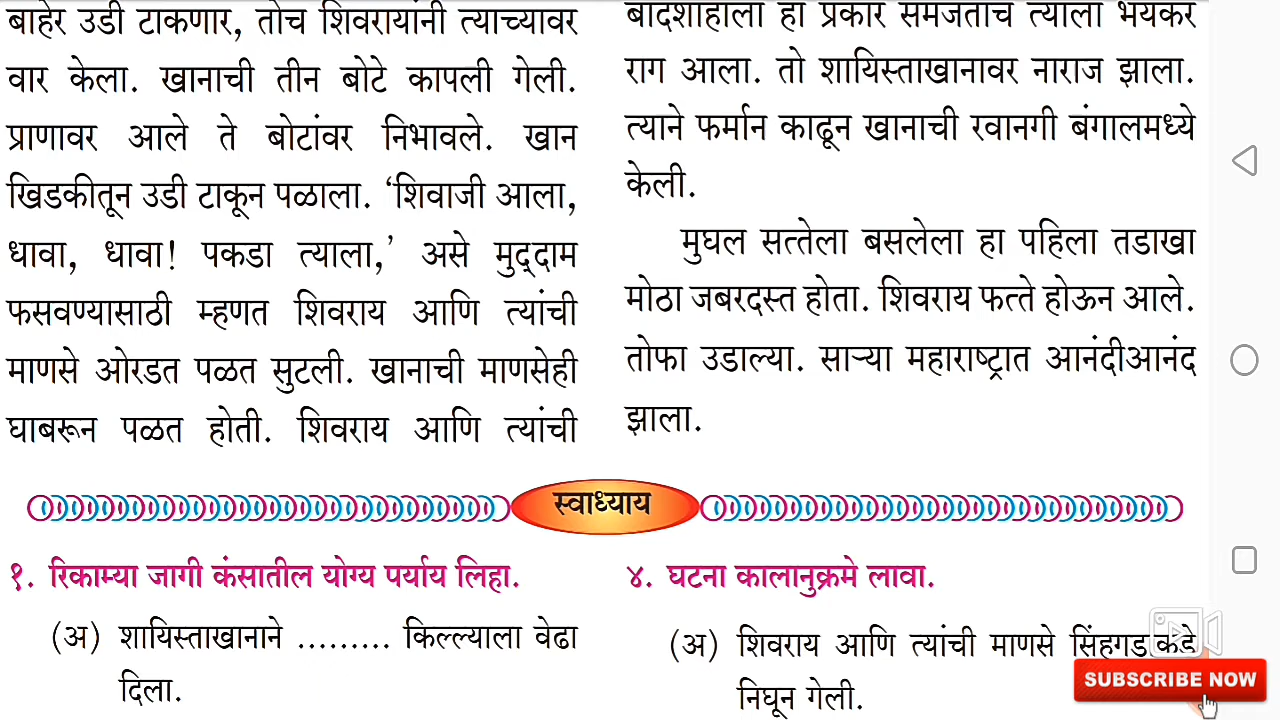 बाहेर उडी टाकणार, तोच शिवरायांनी त्याच्यावर
वार केला. खानाची तीन बोटे कापली गेली.
प्राणावर आले ते बोटांवर निभावले. खान
खिडकीतून उडी टाकून पळाला. ‘शिवाजी आला,
धावा, धावा! पकडा त्याला,’ असे मुद्‌दाम
फसवण्यासाठी म्हणत शिवराय आणि त्यांची
माणसे ओरडत पळत सुटली. खानाची माणसेही
घाबरून पळत होती. शिवराय आणि त्यांची
बादशाहाला हा प्रकार समजताच त्याला भयंकर
राग आला. तो शायिस्ताखानावर नाराज झाला.
त्याने फर्मान काढून खानाची रवानगी बंगालमध्ये
केली.
मुघल सत्तेला बसलेला हा पहिला तडाखा
मोठा जबरदस्त होता. शिवराय फत्ते होऊन आले.
तोफा उडाल्या. साऱ्या महाराष्ट्रात आनंदीआनंद
झाला.
स्वाध्याय
१. रिकाम्या जागी कंसातील योग्य पर्याय लिहा.
(अ) शायिस्ताखानाने ......... किल्ल्याला वेढा
दिला.
४. घटना कालानुक्रमे लावा.
(अ) शिवराय आणि त्यांची माणसे सिंहगडाकडे
निघून गेली.
SUBSCRIBE NOW